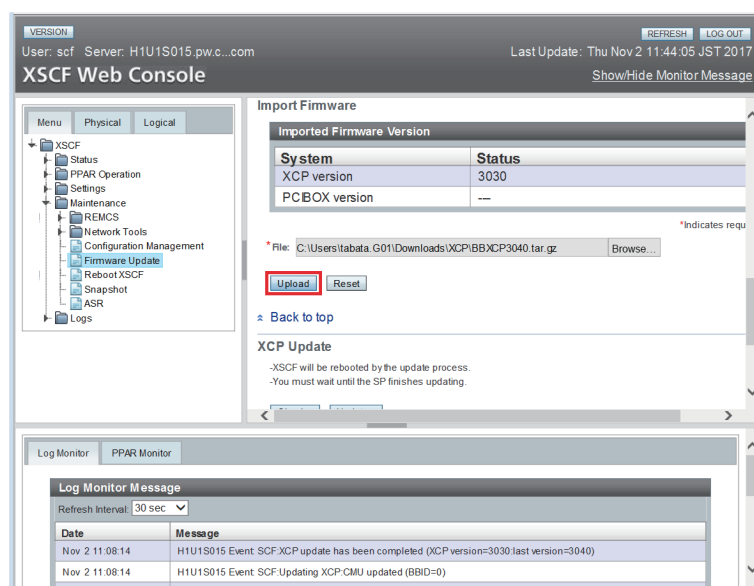 VERSION
REFRESH LOG OUT
User: scf Server: H1U1S015.pw.c...com
Last Update: Thu Nov 2 11:44:05 JST 2017
XSCF Web Console
Show/Hide Monitor Message
Menu Physical Logical
XSCF
Status
PPAR Operation
Settings
Maintenance
REMCS
Network Tools
Configuration Management
Firmware Update
Reboot XSCF
Snapshot
ASR
Logs
Import Firmware
Imported Firmware Version
System Status
XCP version 3030
PCIBOX version ---
*Indicates requ
* File: C:\Users\tabata.G01\Downloads\XCP\BBXCP3040.tar.gz Browse...
Upload Reset
Back to top
XCP Update
-XSCF will be rebooted by the update process.
-You must wait until the SP finishes updating.
Log Monitor PPAR Monitor
Log Monitor Message
Refresh Interval: 30 sec
Date Message
Nov 2 11:08:14 H1U1S015 Event: SCF:XCP update has been completed (XCP version=3030:last version=3040)
Nov 2 11:08:14 H1U1S015 Event: SCF:Updating XCP:CMU updated (BBID=0)